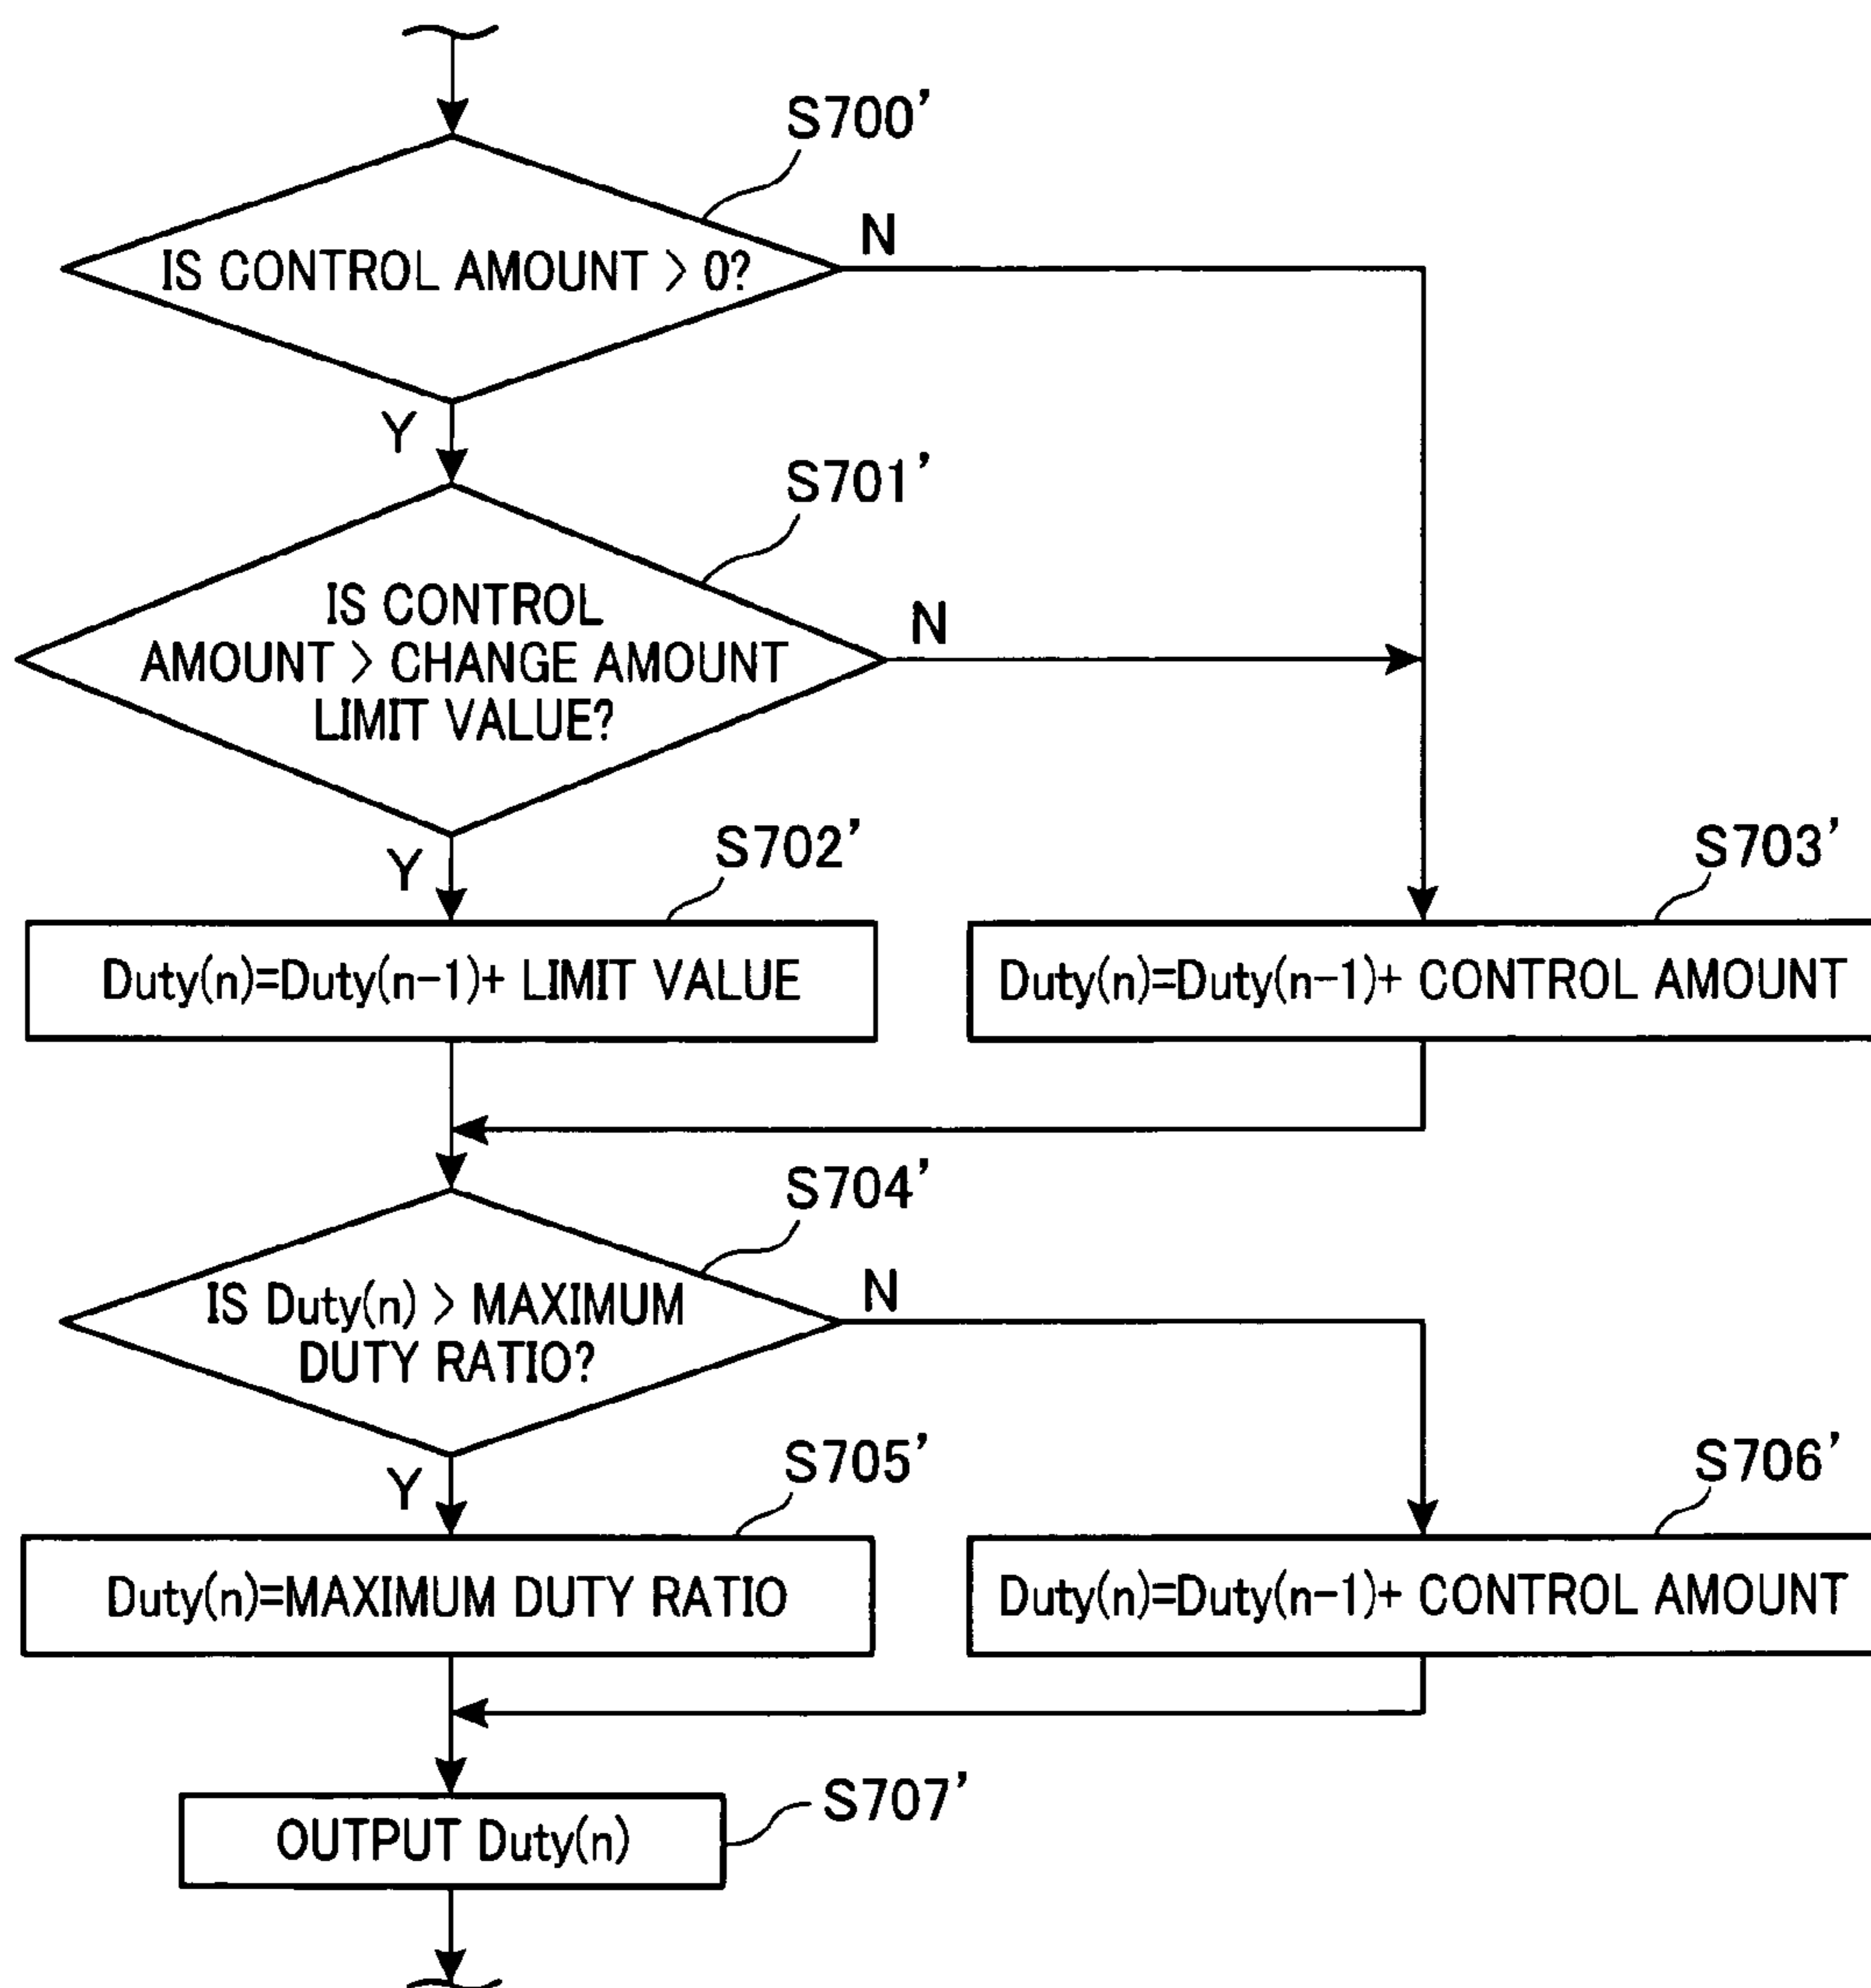 S700'
IS CONTROL AMOUNT > 0?
N
Y
S701'
IS CONTROL
AMOUNT > CHANGE AMOUNT
LIMIT VALUE?
N
Y
S702'
S703'
Duty(n)=Duty(n-1)+ LIMIT VALUE
Duty(n)=Duty(n-1)+ CONTROL AMOUNT
S704'
IS Duty(n) > MAXIMUM
DUTY RATIO?
N
Y
S705'
S706'
Duty(n)=MAXIMUM DUTY RATIO
Duty(n)=Duty(n-1)+ CONTROL AMOUNT
OUTPUT Duty(n)
S707'